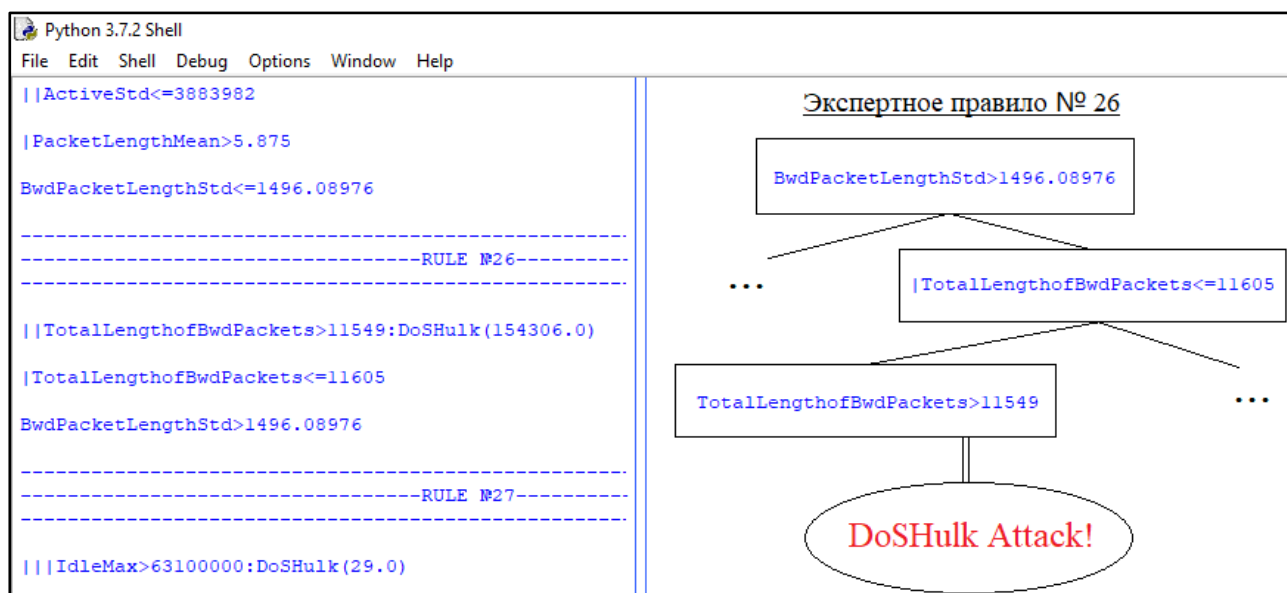 Python 3.7.2 Shell
File Edit Shell Debug Options Window Help
||ActiveStd<=3883982
|PacketLengthMean>5.875
BwdPacketLengthStd<=1496.08976
----------------------------------------------------
----------------------------------RULE №26----------
----------------------------------------------------
||TotalLengthofBwdPackets>11549:DoSHulk(154306.0)
|TotalLengthofBwdPackets<=11605
BwdPacketLengthStd>1496.08976
----------------------------------------------------
----------------------------------RULE №27----------
----------------------------------------------------
|||IdleMax>63100000:DoSHulk(29.0)
Экспертное правило № 26
BwdPacketLengthStd>1496.08976
...
|TotalLengthofBwdPackets<=11605
TotalLengthofBwdPackets>11549
...
DoSHulk Attack!